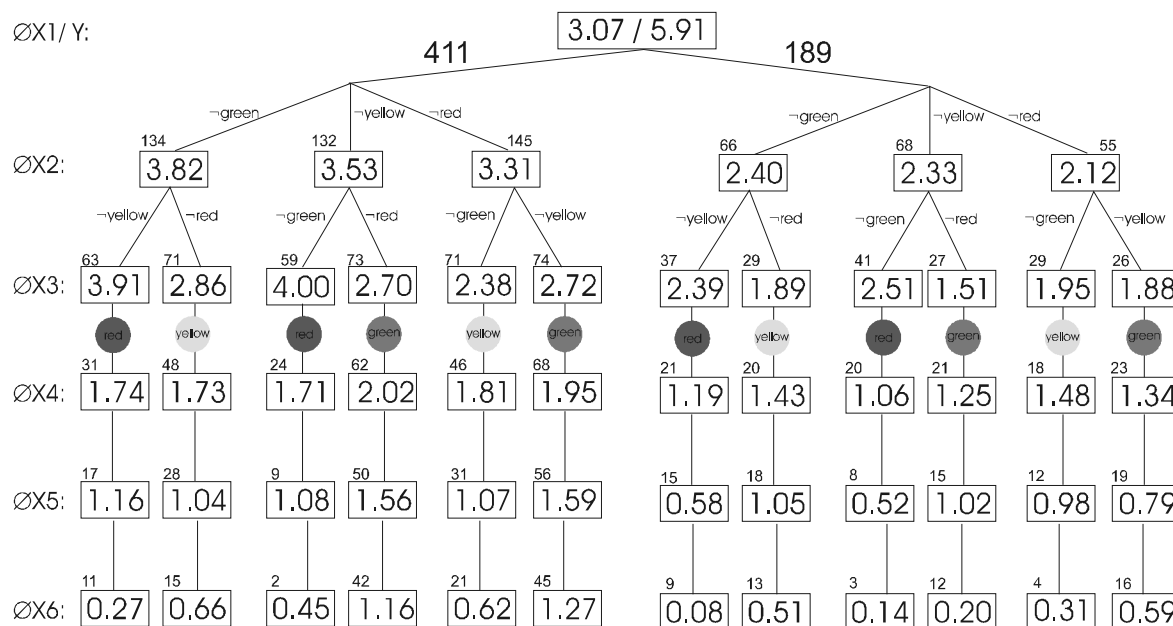 ØX1/ Y: 3.07 / 5.91
411 189
¬green ¬yellow ¬red ¬green ¬yellow ¬red
134 132 145 66 68 55
ØX2: 3.82 3.53 3.31 2.40 2.33 2.12
¬yellow ¬red ¬green ¬red ¬green ¬yellow ¬yellow ¬red ¬green ¬red ¬green ¬yellow
63 71 59 73 71 74 37 29 41 27 29 26
ØX3: 3.91 2.86 4.00 2.70 2.38 2.72 2.39 1.89 2.51 1.51 1.95 1.88
red yellow red green yellow green red yellow red green yellow green
31 48 24 62 46 68 21 20 20 21 18 23
ØX4: 1.74 1.73 1.71 2.02 1.81 1.95 1.19 1.43 1.06 1.25 1.48 1.34
17 28 9 50 31 56 15 18 8 15 12 19
ØX5: 1.16 1.04 1.08 1.56 1.07 1.59 0.58 1.05 0.52 1.02 0.98 0.79
11 15 2 42 21 45 9 13 3 12 4 16
ØX6: 0.27 0.66 0.45 1.16 0.62 1.27 0.08 0.51 0.14 0.20 0.31 0.59